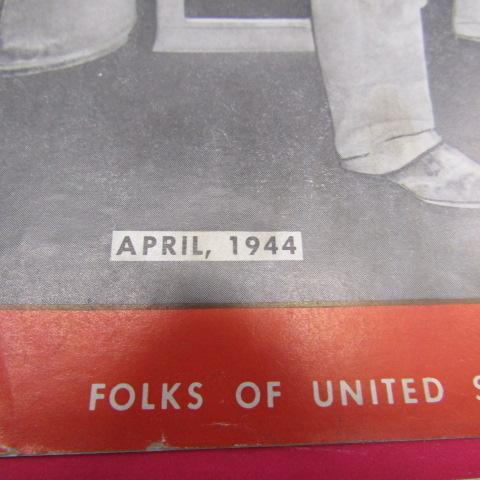 APRIL, 1944
FOLKS OF UNITED